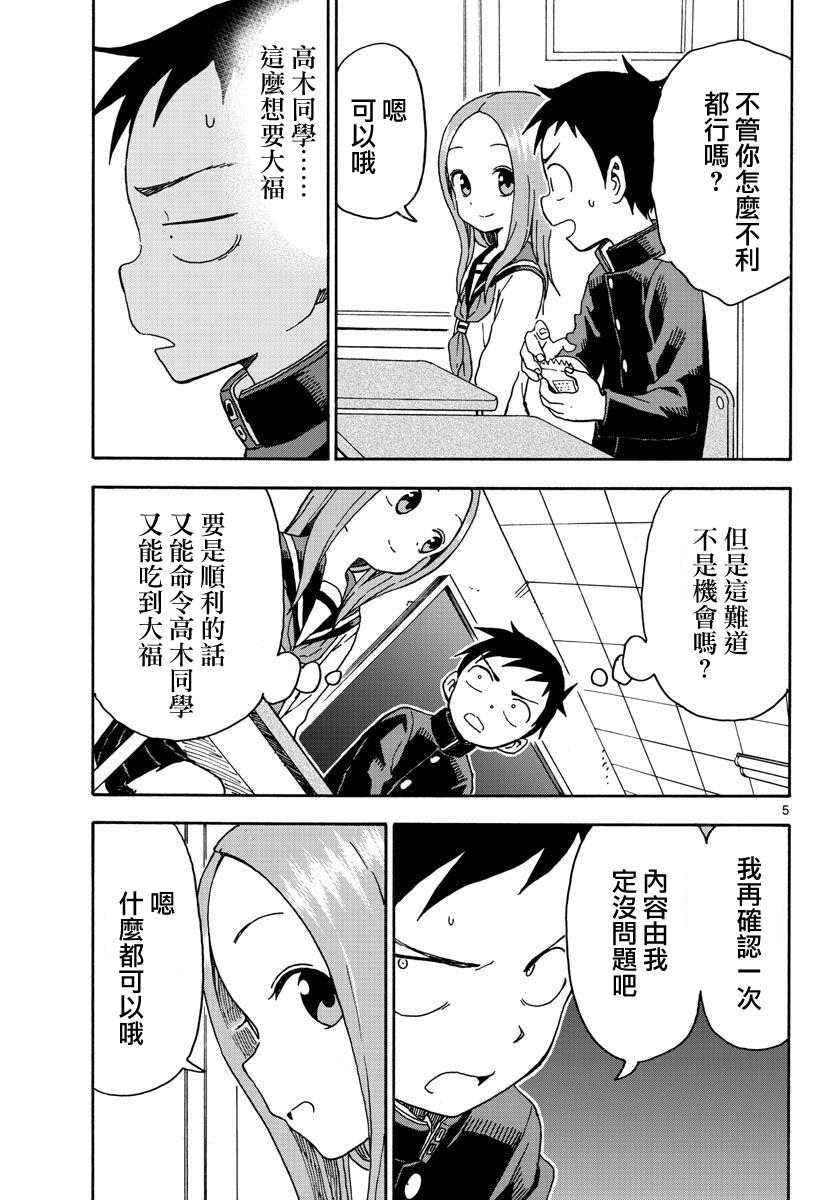 不管你怎麼不利
都行嗎？
嗯
可以哦
高木同學……
這麼想要大福
但是這難道
不是機會嗎？
要是順利的話
又能命令高木同學
又能吃到大福
5
我再確認一次
內容由我
定沒問題吧
嗯
什麼都可以哦